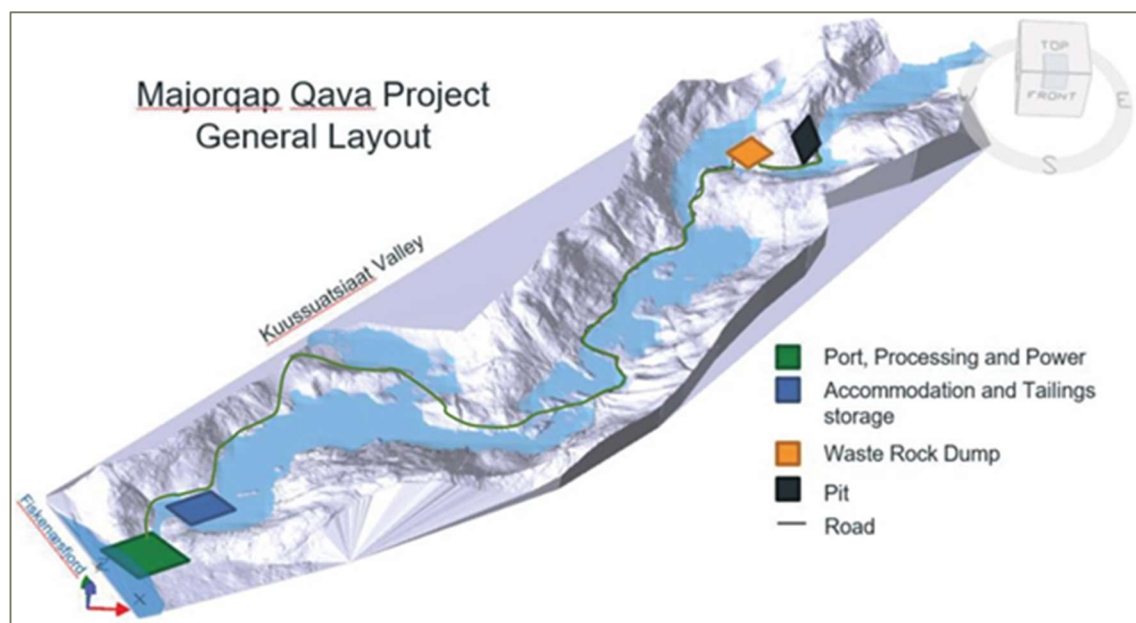 Majorqap Qava Project
General Layout
TOP
FRONT
E
S
Kuussuatsiaat Valley
Port, Processing and Power
Accommodation and Tailings
storage
Waste Rock Dump
Pit
Road
Fiskenæsfjord
Z
X